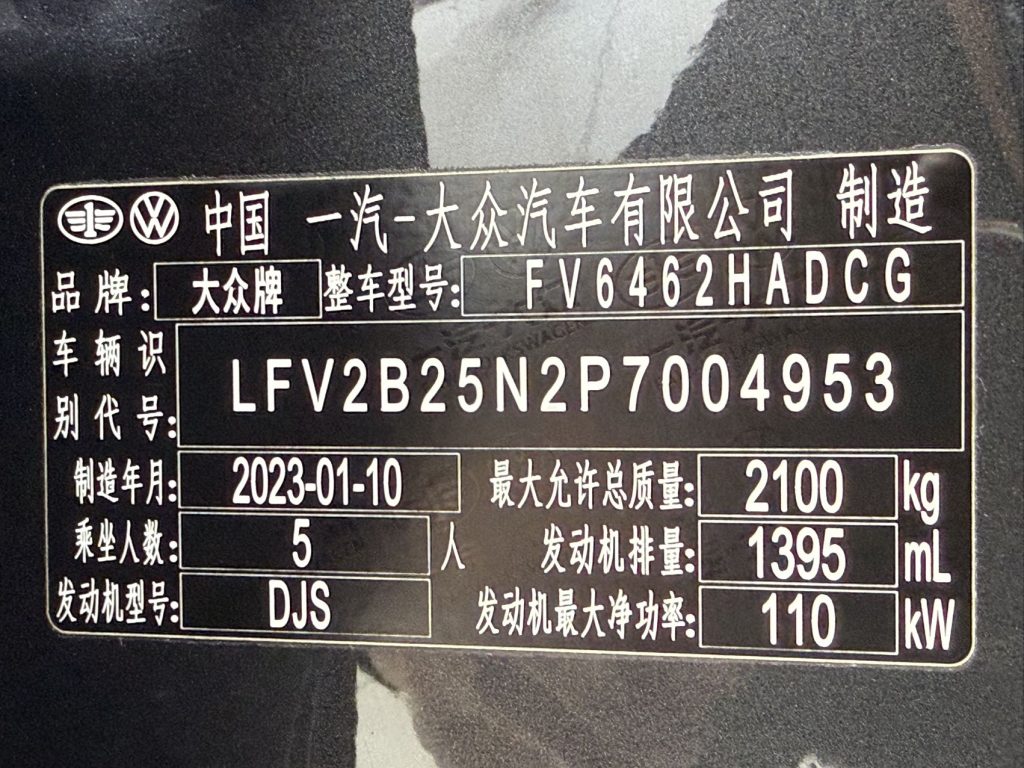 中国 一汽-大众汽车有限公司 制造
品牌: 大众牌 整车型号: FV6462HADCG
车辆识别代号: LFV2B25N2P7004953
制造年月: 2023-01-10 最大允许总质量: 2100 kg
乘坐人数: 5 人 发动机排量: 1395 mL
发动机型号: DJS 发动机最大净功率: 110 kW